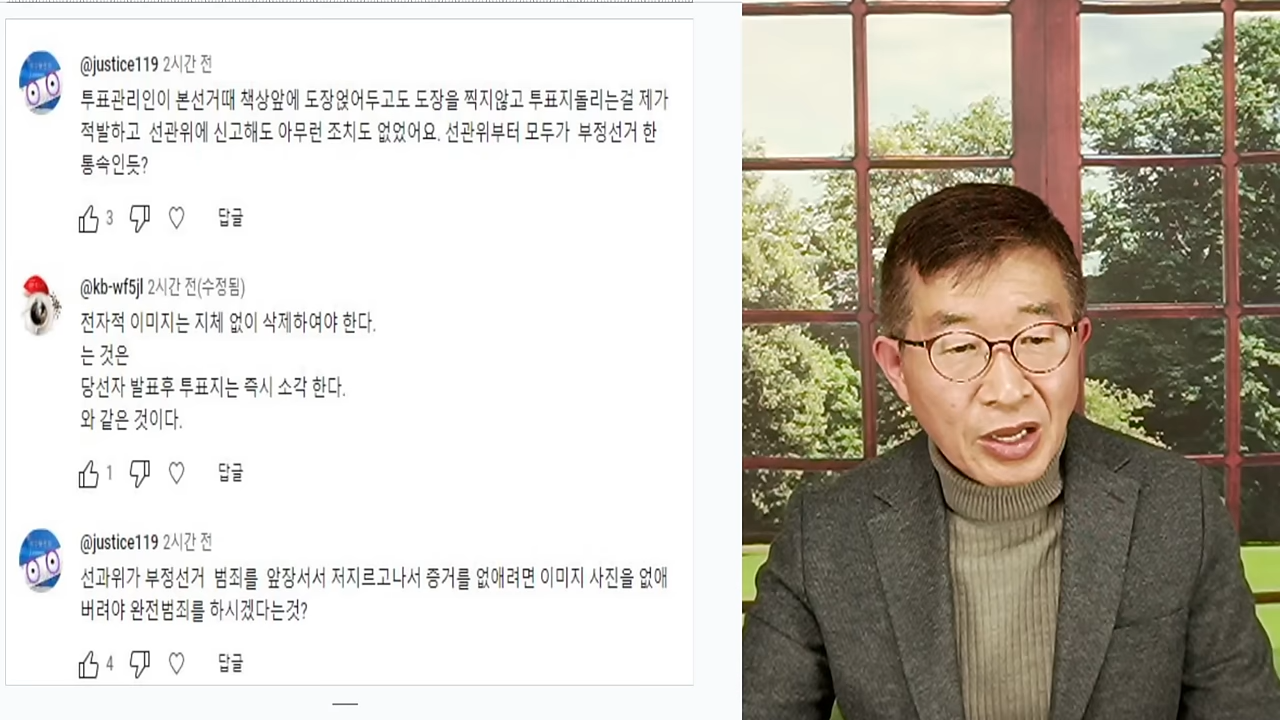 @justice119 2시간 전
투표관리인이 본선거때 책상앞에 도장얹어두고도 도장을 찍지않고 투표지돌리는걸 제가
적발하고 선관위에 신고해도 아무런 조치도 없었어요. 선관위부터 모두가 부정선거 한
통속인듯?
3 답글
@kb-wf5jl 2시간 전(수정됨)
전자적 이미지는 지체 없이 삭제하여야 한다.
는 것은
당선자 발표후 투표지는 즉시 소각 한다.
와 같은 것이다.
1 답글
@justice119 2시간 전
선과위가 부정선거 범죄를 앞장서서 저지르고나서 증거를 없애려면 이미지 사진을 없애
버려야 완전범죄를 하시겠다는것?
4 답글